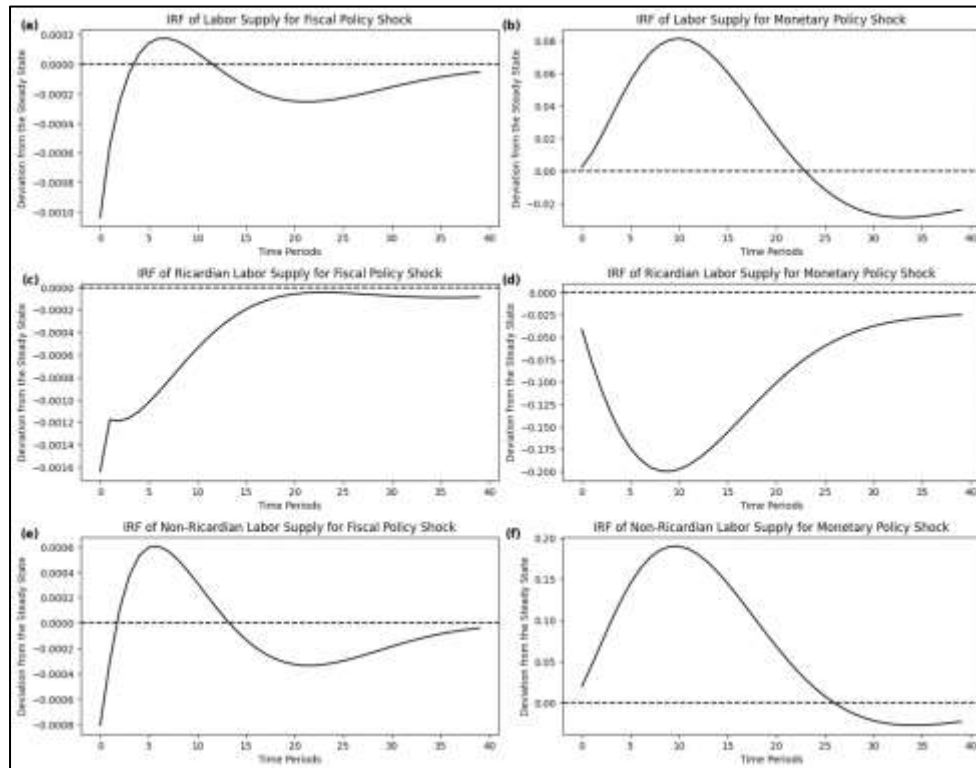 (a) IRF of Labor Supply for Fiscal Policy Shock
Deviation from the Steady State
0.0002
0.0000
−0.0002
−0.0004
−0.0006
−0.0008
−0.0010
0 5 10 15 20 25 30 35 40
Time Periods
(b) IRF of Labor Supply for Monetary Policy Shock
Deviation from the Steady State
0.08
0.06
0.04
0.02
0.00
−0.02
0 5 10 15 20 25 30 35 40
Time Periods
(c) IRF of Ricardian Labor Supply for Fiscal Policy Shock
Deviation from the Steady State
0.0000
−0.0002
−0.0004
−0.0006
−0.0008
−0.0010
−0.0012
−0.0014
−0.0016
0 5 10 15 20 25 30 35 40
Time Periods
(d) IRF of Ricardian Labor Supply for Monetary Policy Shock
Deviation from the Steady State
0.000
−0.025
−0.050
−0.075
−0.100
−0.125
−0.150
−0.175
−0.200
0 5 10 15 20 25 30 35 40
Time Periods
(e) IRF of Non-Ricardian Labor Supply for Fiscal Policy Shock
Deviation from the Steady State
0.0006
0.0004
0.0002
0.0000
−0.0002
−0.0004
−0.0006
−0.0008
0 5 10 15 20 25 30 35 40
Time Periods
(f) IRF of Non-Ricardian Labor Supply for Monetary Policy Shock
Deviation from the Steady State
0.20
0.15
0.10
0.05
0.00
0 5 10 15 20 25 30 35 40
Time Periods